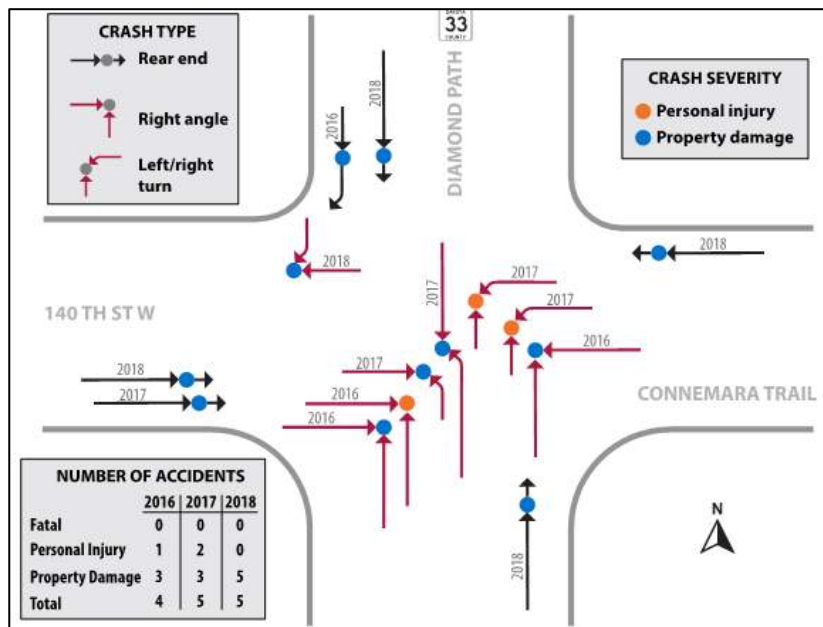 CRASH TYPE
Rear end
Right angle
Left/right
turn
33
COUNTY
DIAMOND PATH
CRASH SEVERITY
Personal injury
Property damage
2016
2018
2018
2018
2017
2017
2017
2016
140 TH ST W
2018
2017
2017
2016
2016
CONNEMARA TRAIL
2018
N
NUMBER OF ACCIDENTS
2016 2017 2018
Fatal 0 0 0
Personal Injury 1 2 0
Property Damage 3 3 5
Total 4 5 5